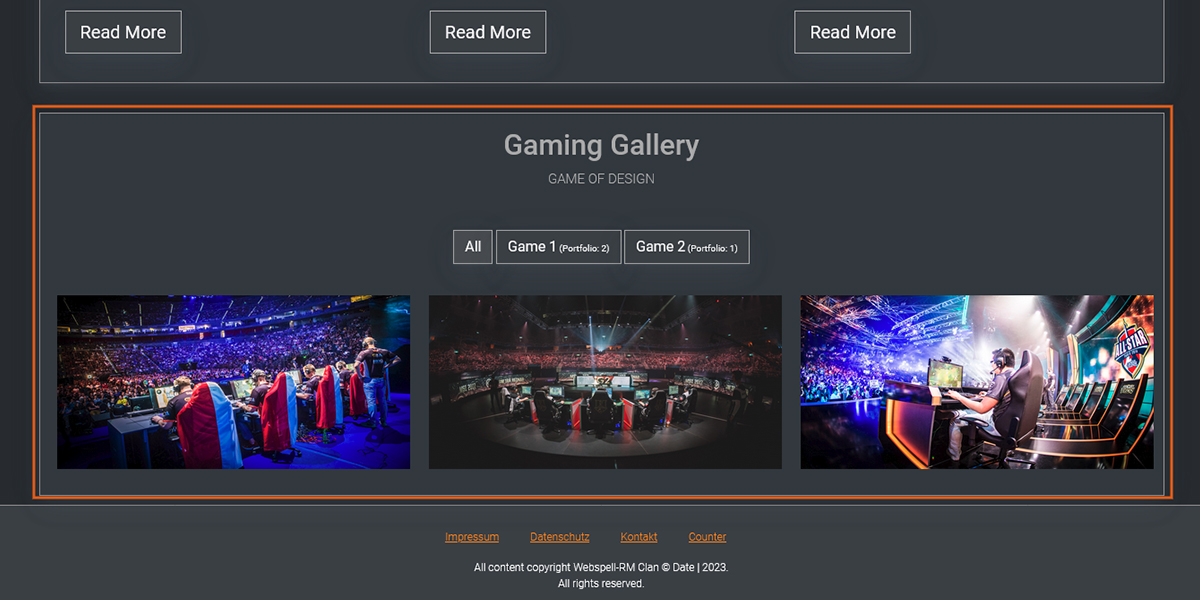 Read More Read More Read More
Gaming Gallery
GAME OF DESIGN
All Game 1 (Portfolio: 2) Game 2 (Portfolio: 1)
ALL-STAR
Impressum Datenschutz Kontakt Counter
All content copyright Webspell-RM Clan © Date | 2023.
All rights reserved.